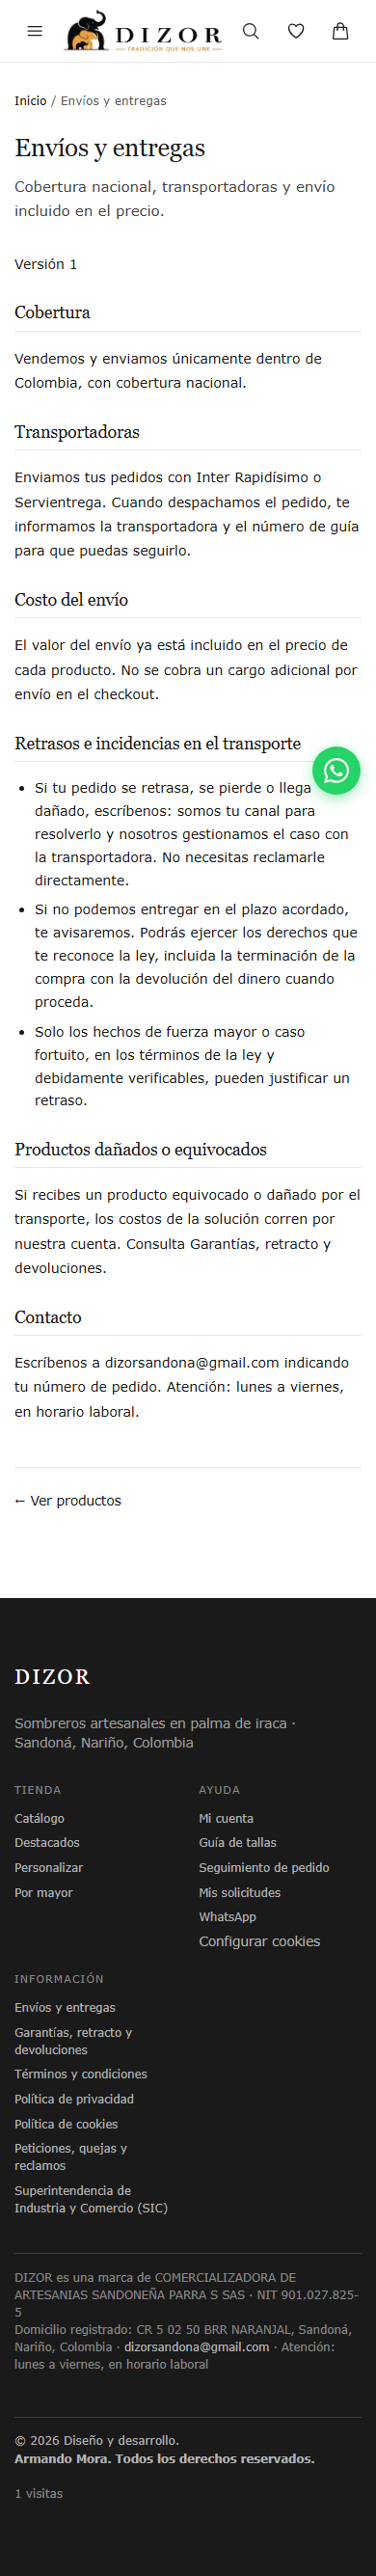 DIZOR
TRADICIÓN QUE NOS UNE
Inicio / Envíos y entregas
Envíos y entregas
Cobertura nacional, transportadoras y envío
incluido en el precio.
Versión 1
Cobertura
Vendemos y enviamos únicamente dentro de
Colombia, con cobertura nacional.
Transportadoras
Enviamos tus pedidos con Inter Rapidísimo o
Servientrega. Cuando despachamos el pedido, te
informamos la transportadora y el número de guía
para que puedas seguirlo.
Costo del envío
El valor del envío ya está incluido en el precio de
cada producto. No se cobra un cargo adicional por
envío en el checkout.
Retrasos e incidencias en el transporte
• Si tu pedido se retrasa, se pierde o llega
dañado, escríbenos: somos tu canal para
resolverlo y nosotros gestionamos el caso con
la transportadora. No necesitas reclamarle
directamente.
• Si no podemos entregar en el plazo acordado,
te avisaremos. Podrás ejercer los derechos que
te reconoce la ley, incluida la terminación de la
compra con la devolución del dinero cuando
proceda.
• Solo los hechos de fuerza mayor o caso
fortuito, en los términos de la ley y
debidamente verificables, pueden justificar un
retraso.
Productos dañados o equivocados
Si recibes un producto equivocado o dañado por el
transporte, los costos de la solución corren por
nuestra cuenta. Consulta Garantías, retracto y
devoluciones.
Contacto
Escríbenos a dizorsandona@gmail.com indicando
tu número de pedido. Atención: lunes a viernes,
en horario laboral.
← Ver productos
DIZOR
Sombreros artesanales en palma de iraca ·
Sandoná, Nariño, Colombia
TIENDA
Catálogo
Destacados
Personalizar
Por mayor
AYUDA
Mi cuenta
Guía de tallas
Seguimiento de pedido
Mis solicitudes
WhatsApp
Configurar cookies
INFORMACIÓN
Envíos y entregas
Garantías, retracto y
devoluciones
Términos y condiciones
Política de privacidad
Política de cookies
Peticiones, quejas y
reclamos
Superintendencia de
Industria y Comercio (SIC)
DIZOR es una marca de COMERCIALIZADORA DE
ARTESANIAS SANDONEÑA PARRA S SAS · NIT 901.027.825-
5
Domicilio registrado: CR 5 02 50 BRR NARANJAL, Sandoná,
Nariño, Colombia · dizorsandona@gmail.com · Atención:
lunes a viernes, en horario laboral
© 2026 Diseño y desarrollo.
Armando Mora. Todos los derechos reservados.
1 visitas